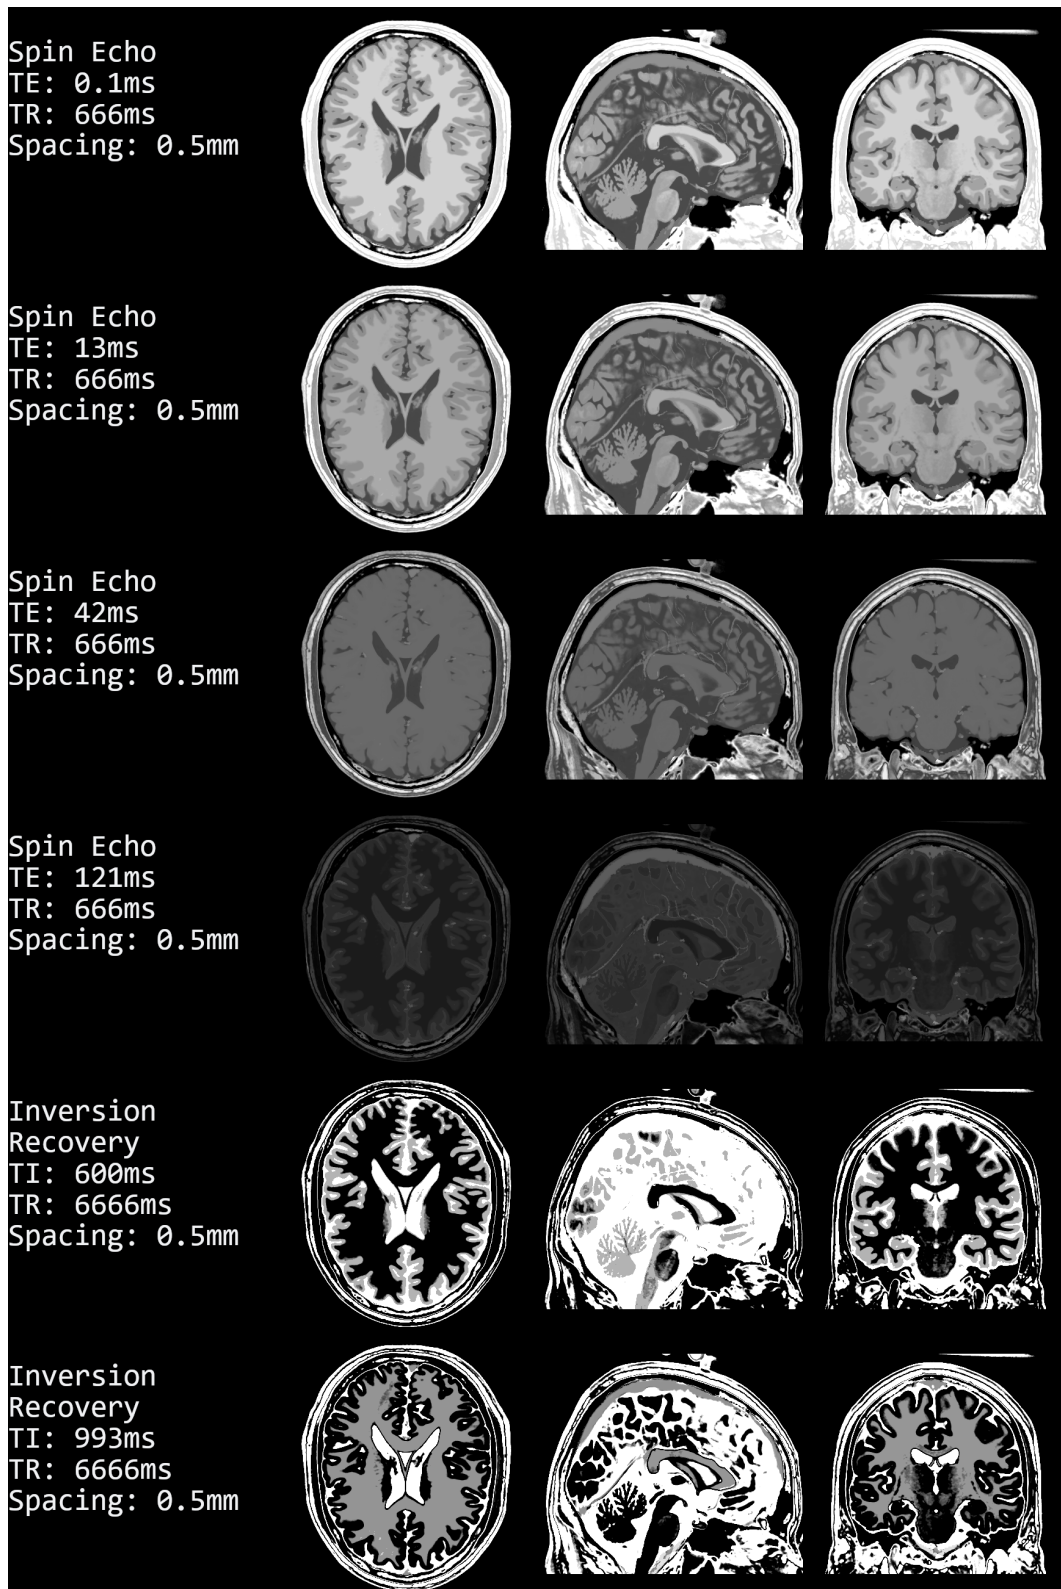 Spin Echo
TE: 0.1ms
TR: 666ms
Spacing: 0.5mm
Spin Echo
TE: 13ms
TR: 666ms
Spacing: 0.5mm
Spin Echo
TE: 42ms
TR: 666ms
Spacing: 0.5mm
Spin Echo
TE: 121ms
TR: 666ms
Spacing: 0.5mm
Inversion
Recovery
TI: 600ms
TR: 6666ms
Spacing: 0.5mm
Inversion
Recovery
TI: 993ms
TR: 6666ms
Spacing: 0.5mm